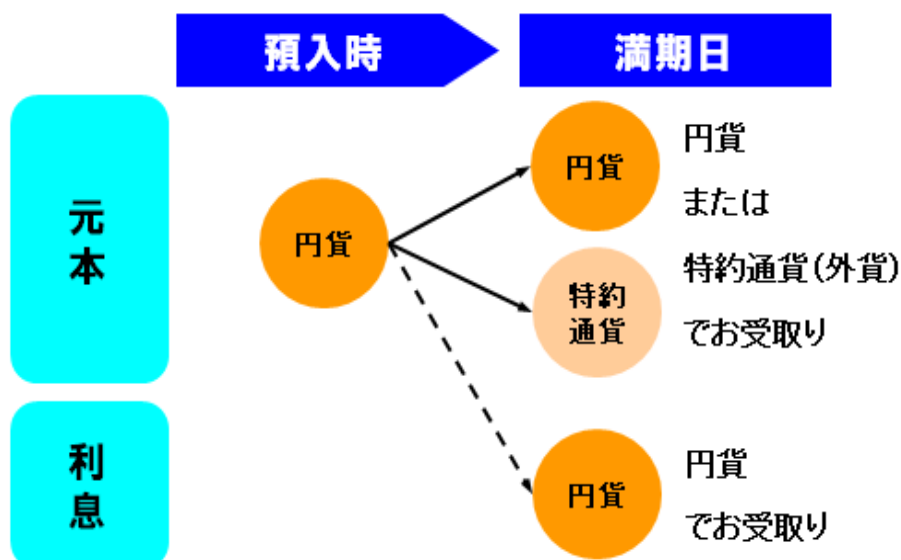 預入時
満期日
元本
円貨
円貨
特約
通貨
円貨
または
特約通貨(外貨)
でお受取り
利息
円貨
円貨
でお受取り